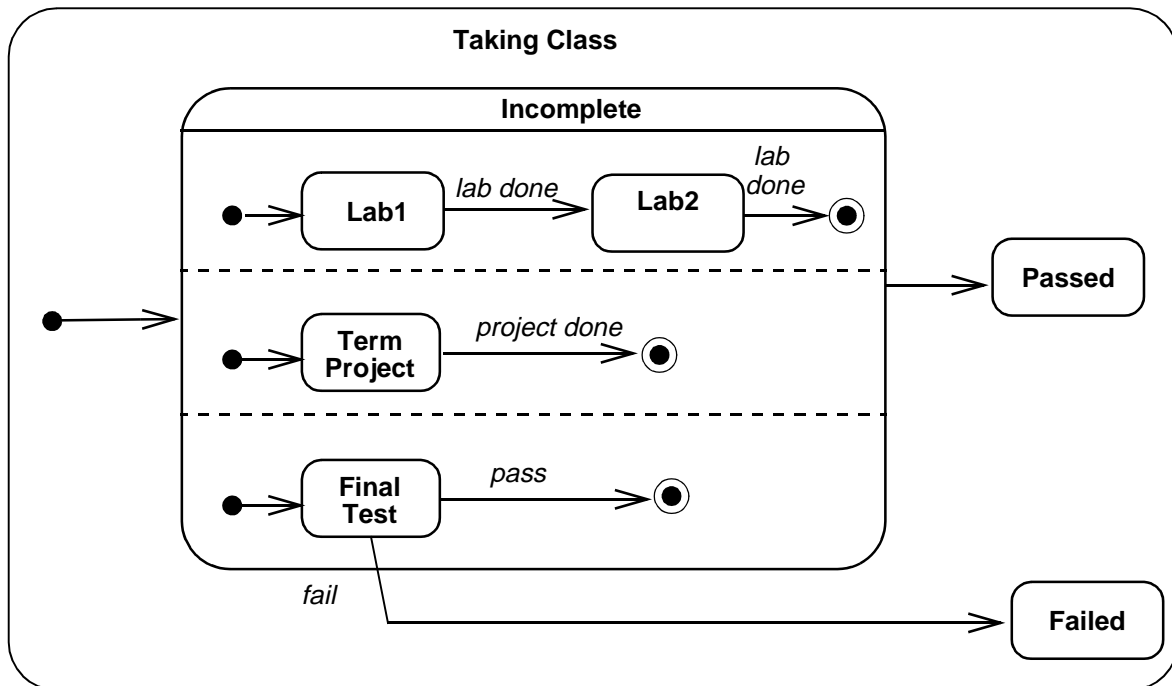 Taking Class
Incomplete
lab done
lab
done
Lab1
Lab2
Passed
Term
Project
project done
Final
Test
pass
fail
Failed